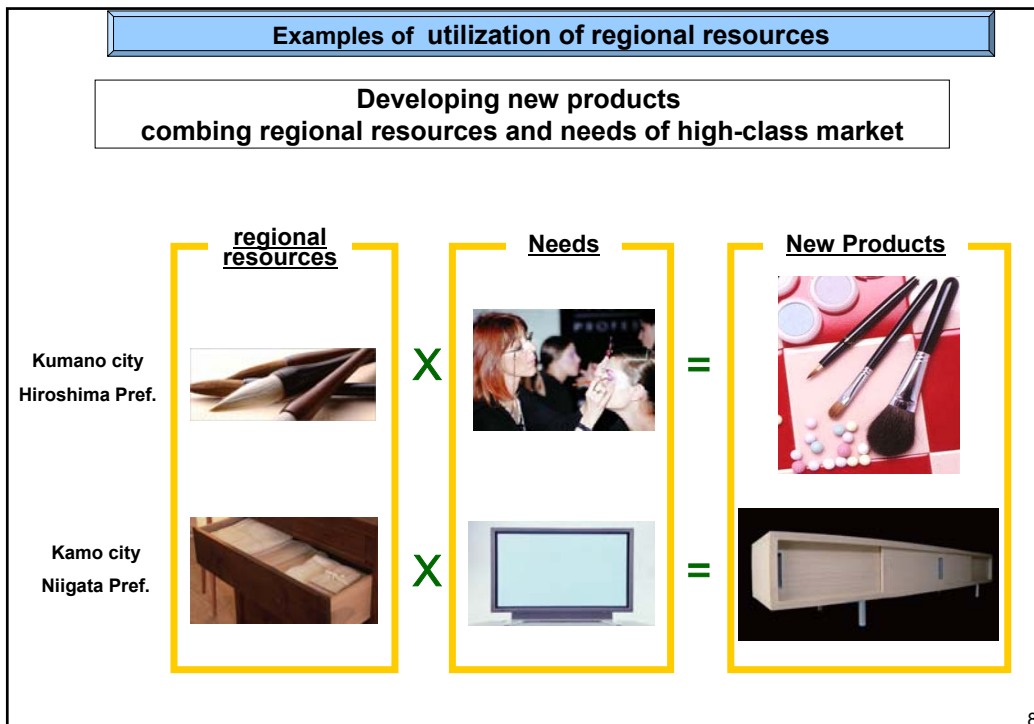 Examples of utilization of regional resources
Developing new products
combing regional resources and needs of high-class market
regional
resources
Needs
New Products
Kumano city
Hiroshima Pref.
X
=
Kamo city
Niigata Pref.
X
=
8